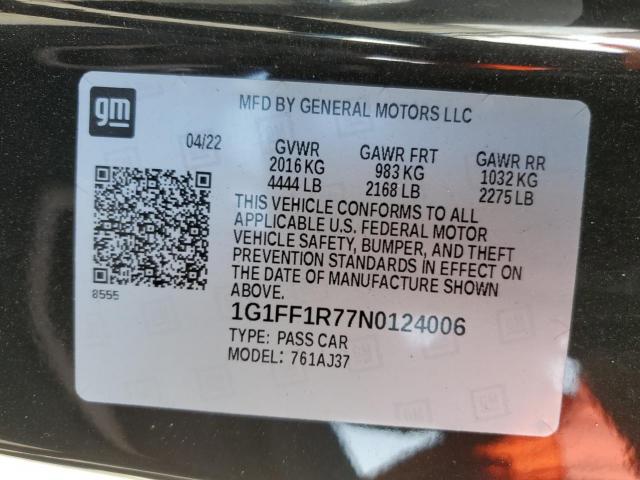 gm
MFD BY GENERAL MOTORS LLC
04/22 GVWR GAWR FRT GAWR RR
2016 KG 983 KG 1032 KG
4444 LB 2168 LB 2275 LB
THIS VEHICLE CONFORMS TO ALL
APPLICABLE U.S. FEDERAL MOTOR
VEHICLE SAFETY, BUMPER, AND THEFT
PREVENTION STANDARDS IN EFFECT ON
THE DATE OF MANUFACTURE SHOWN
ABOVE.
8555
1G1FF1R77N0124006
TYPE: PASS CAR
MODEL: 761AJ37